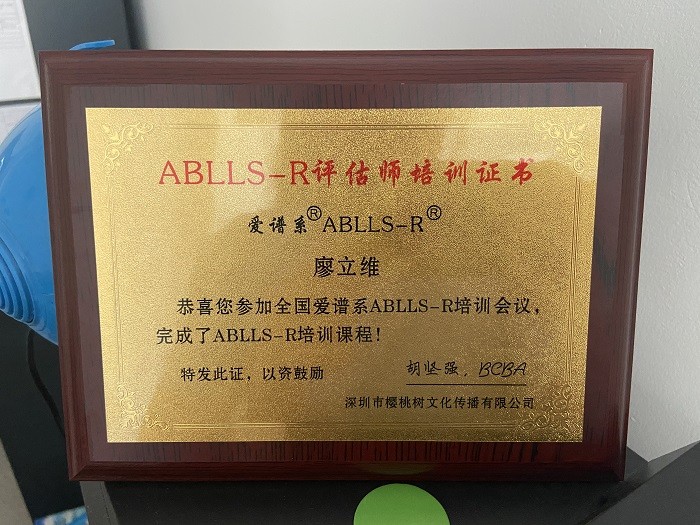 ABLLS-R评估师培训证书
爱谱系®ABLLS-R®
廖立维
恭喜您参加全国爱谱系ABLLS-R培训会议，
完成了ABLLS-R培训课程！
特发此证，以资鼓励
胡坚强，BCBA
深圳市樱桃树文化传播有限公司